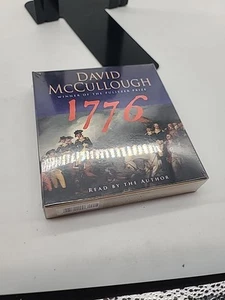 DAVID
MCCULLOUGH
WINNER OF THE PULITZER PRIZE
1776
READ BY THE AUTHOR